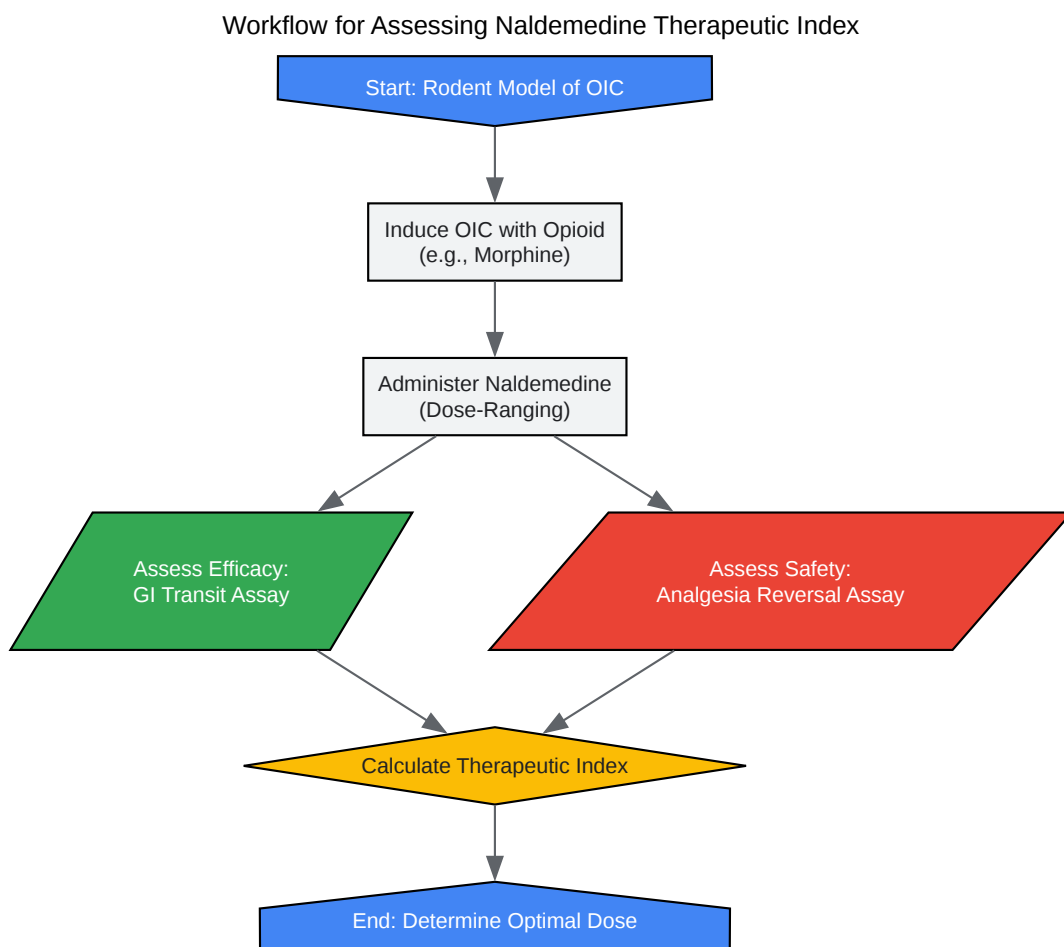 Workflow for Assessing Naldemedine Therapeutic Index
Start: Rodent Model of OIC
Induce OIC with Opioid
(e.g., Morphine)
Administer Naldemedine
(Dose-Ranging)
Assess Efficacy:
GI Transit Assay
Assess Safety:
Analgesia Reversal Assay
Calculate Therapeutic Index
End: Determine Optimal Dose